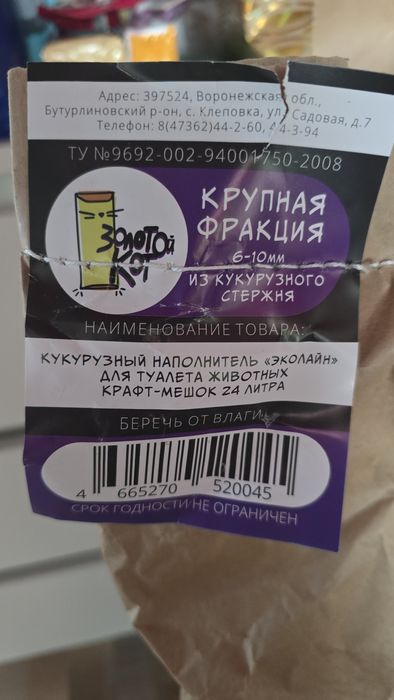 Адрес: 397524, Воронежская обл.,
Бутурлиновский р-он, с. Клеповка, ул. Садовая, д.7
Телефон: 8(47362)44-2-60, 44-3-94
ТУ №9692-002-94001750-2008
КРУПНАЯ
ФРАКЦИЯ
6-10мм
ИЗ КУКУРУЗНОГО
СТЕРЖНЯ
ЗОЛОТОЙ
КОТ
НАИМЕНОВАНИЕ ТОВАРА:
КУКУРУЗНЫЙ НАПОЛНИТЕЛЬ «ЭКОЛАЙН»
ДЛЯ ТУАЛЕТА ЖИВОТНЫХ
КРАФТ-МЕШОК 24 ЛИТРА
БЕРЕЧЬ ОТ ВЛАГИ
4 665270 520045
СРОК ГОДНОСТИ НЕ ОГРАНИЧЕН